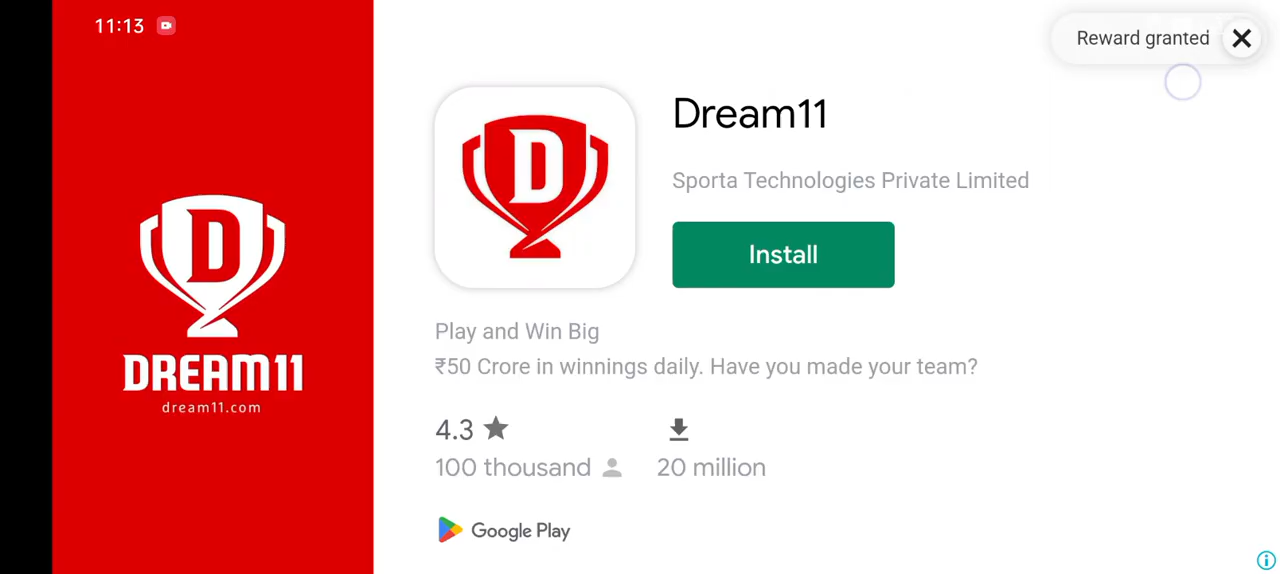 11:13
Reward granted
D
DREAM11
dream11.com
D
Dream11
Sporta Technologies Private Limited
Install
Play and Win Big
₹50 Crore in winnings daily. Have you made your team?
4.3
100 thousand
20 million
Google Play